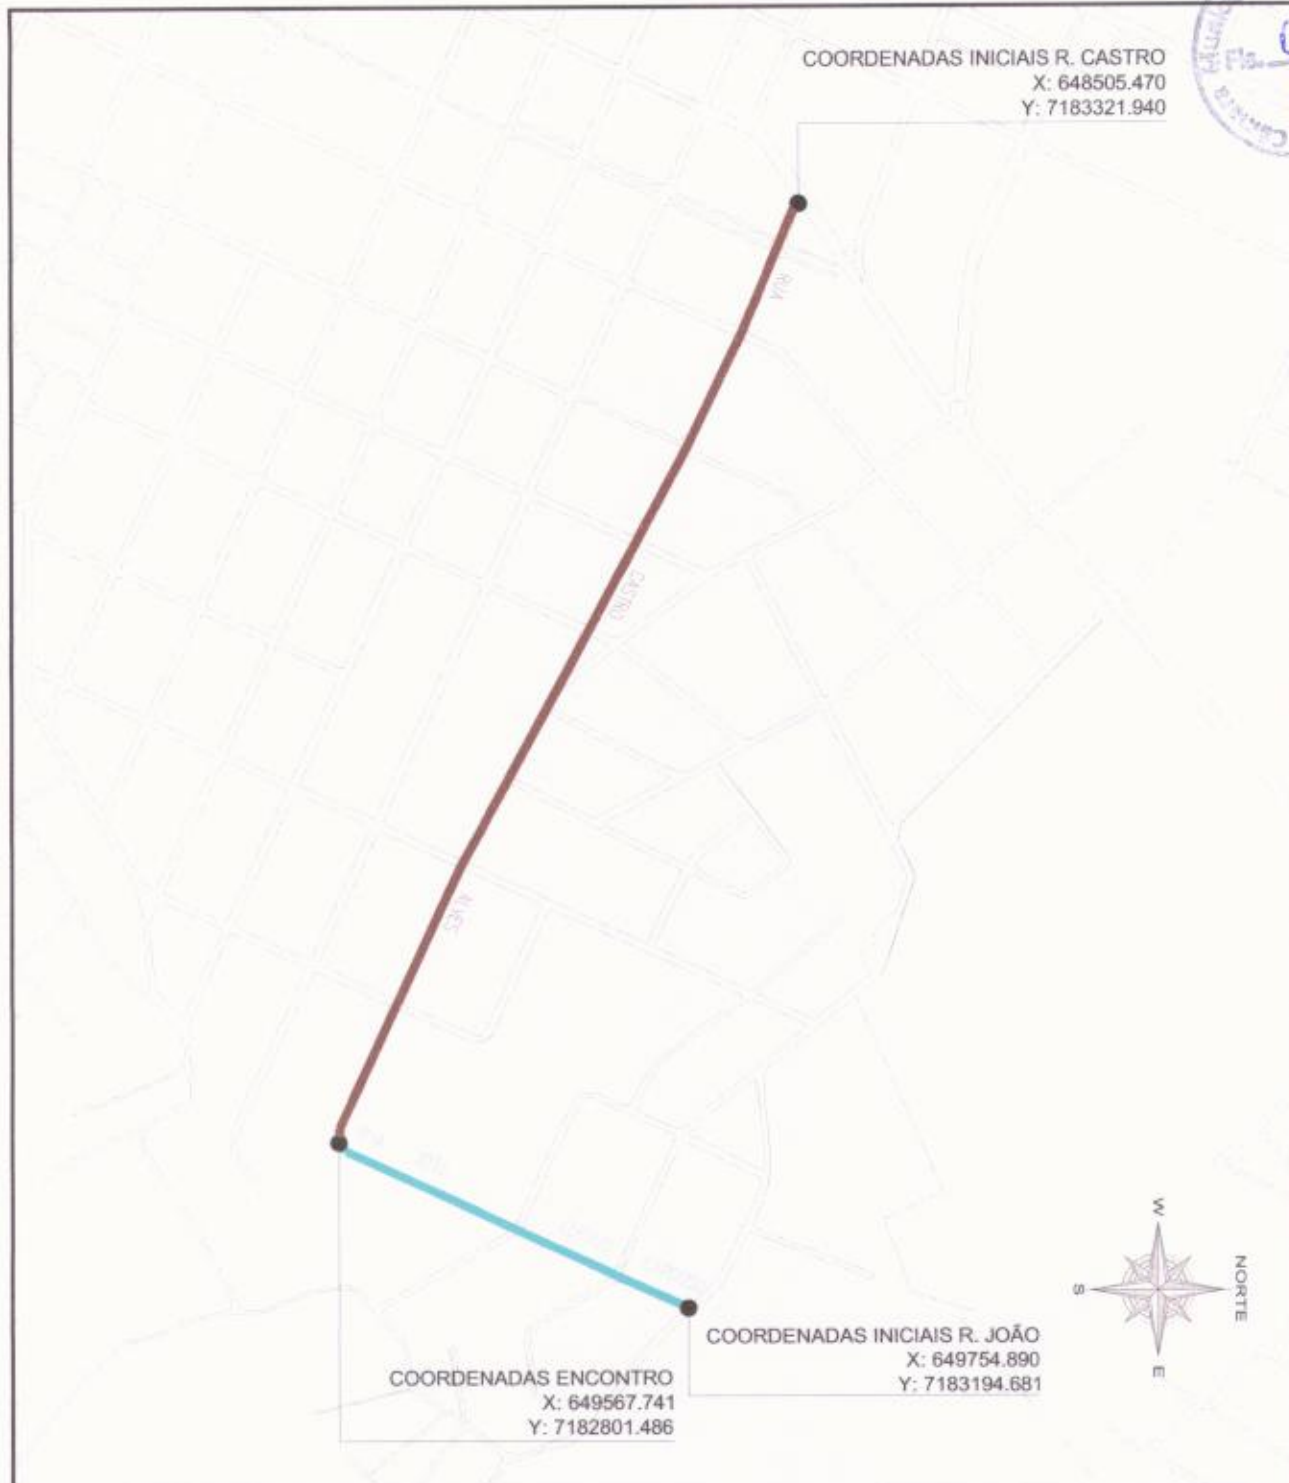 COORDENADAS INICIAIS R. CASTRO
X: 648505.470
Y: 7183321.940
RUA
CASTRO
ALVES
W
NORTE
S
E
COORDENADAS INICIAIS R. JOÃO
X: 649754.890
Y: 7183194.681
COORDENADAS ENCONTRO
X: 649567.741
Y: 7182801.486